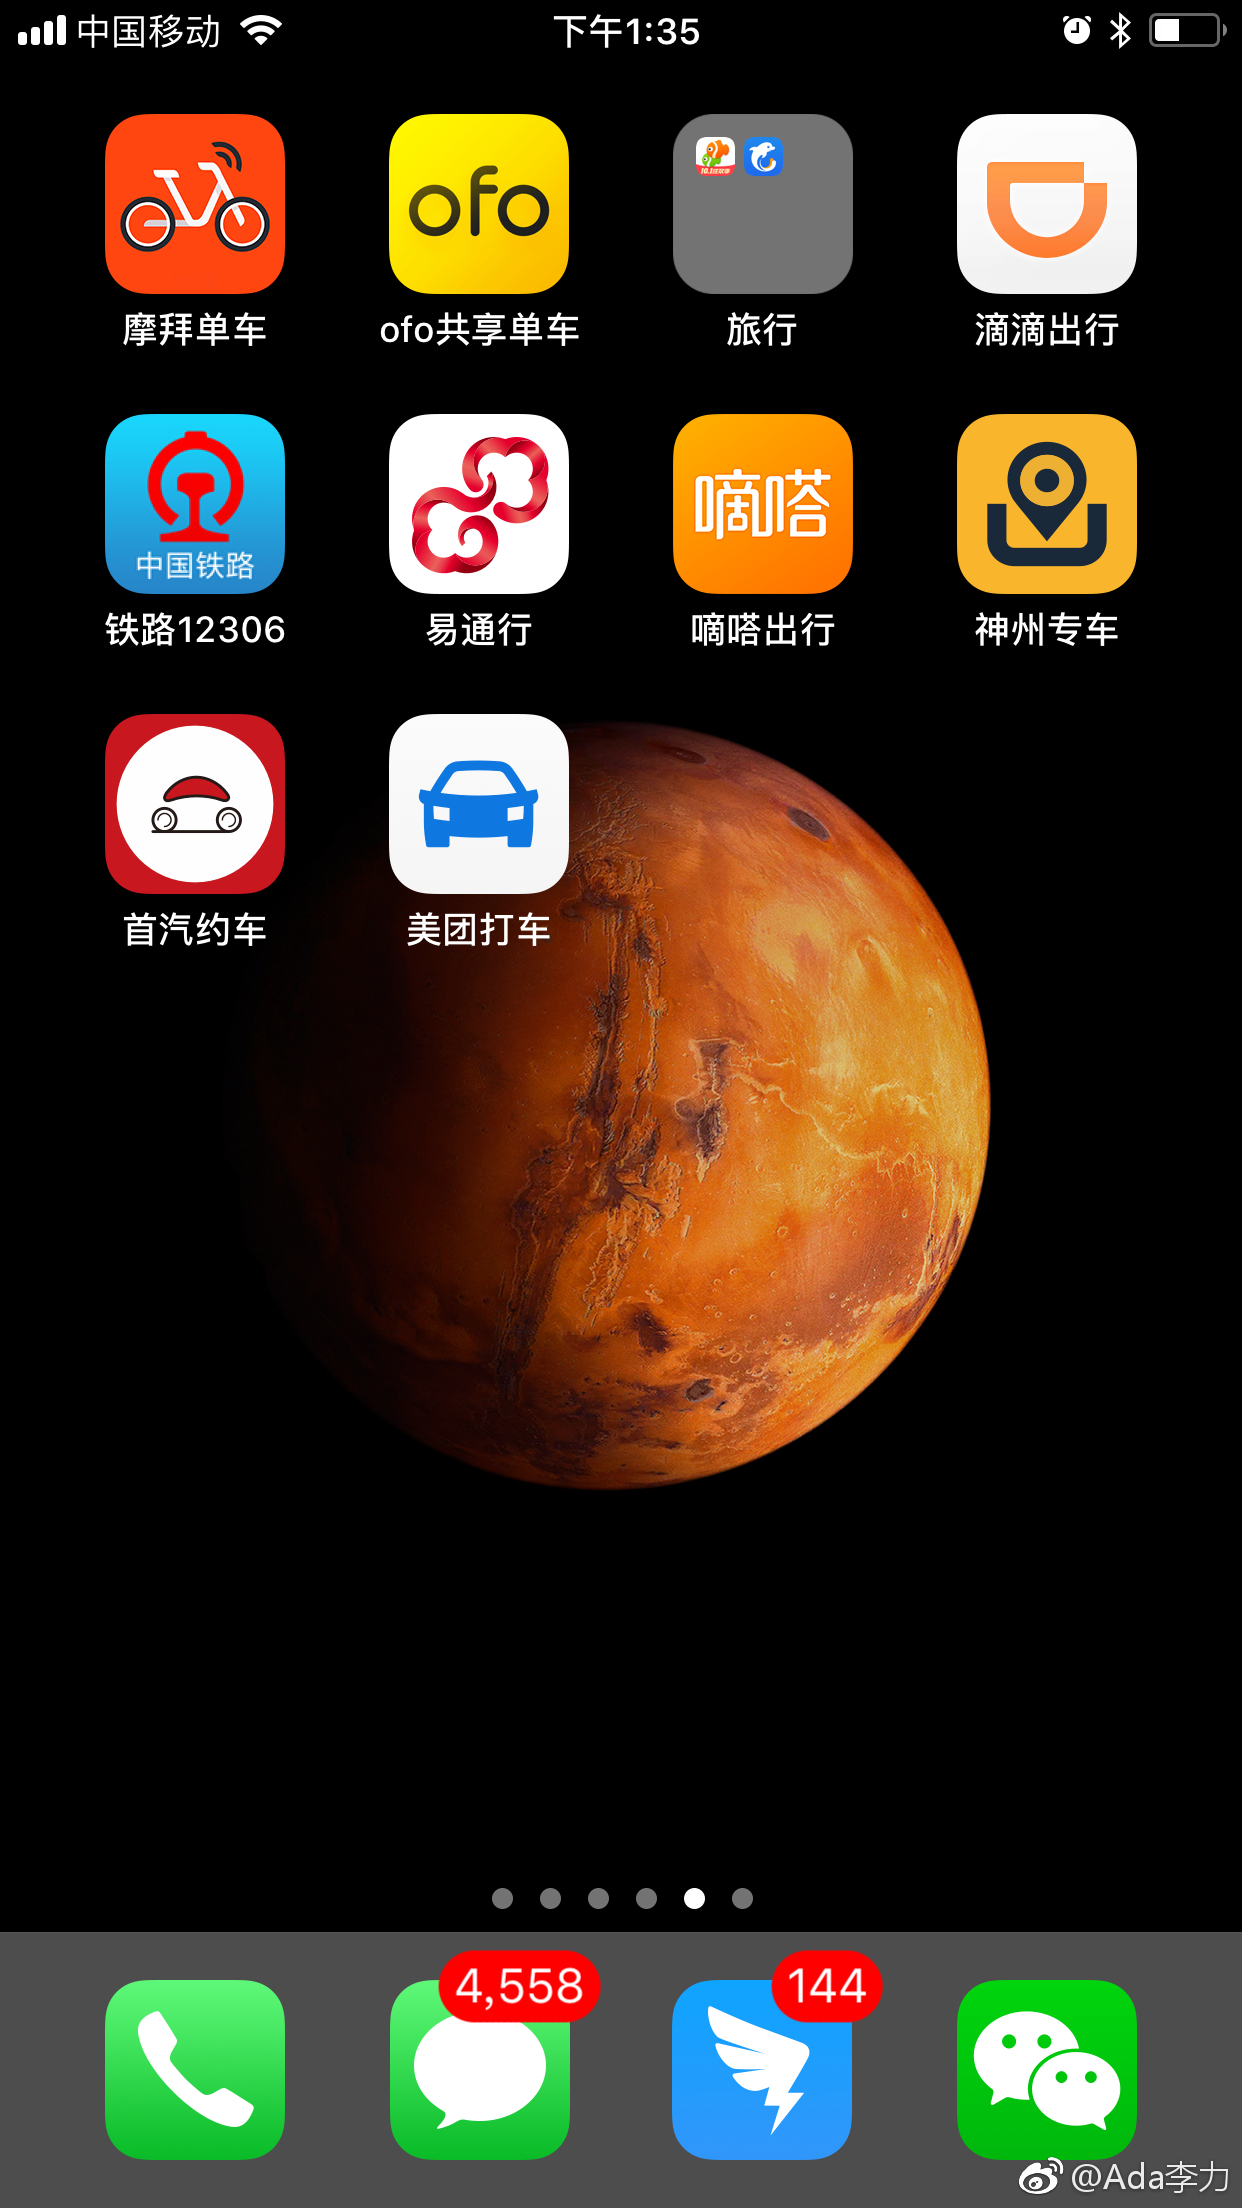 中国移动 下午1:35
ofo
摩拜单车 ofo共享单车 旅行 滴滴出行
中国铁路 嘀嗒
铁路12306 易通行 嘀嗒出行 神州专车
首汽约车 美团打车
4,558 144
@Ada李力